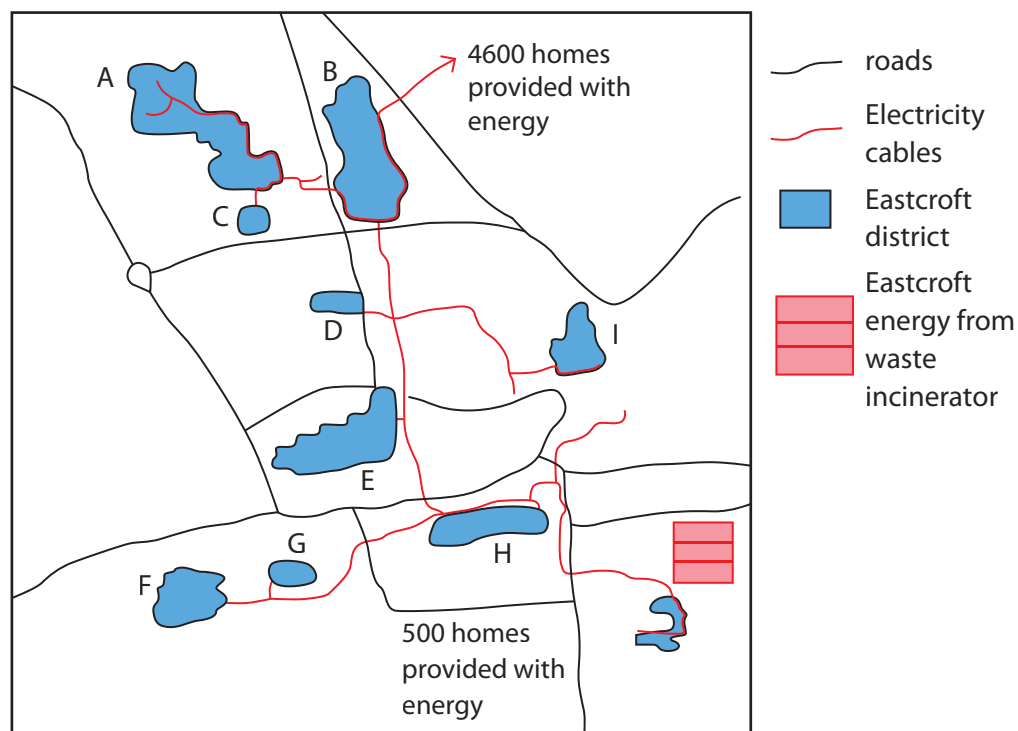 A
B
4600 homes
provided with
energy
C
D
I
E
G
F
H
500 homes
provided with
energy
roads
Electricity
cables
Eastcroft
district
Eastcroft
energy from
waste
incinerator